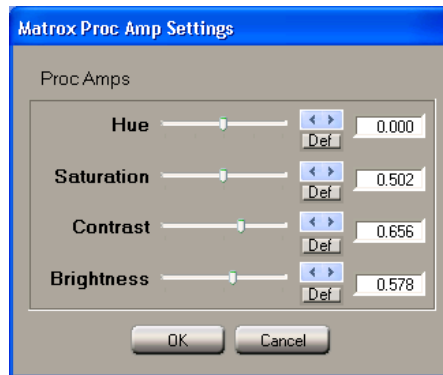 Matrox Proc Amp Settings
Proc Amps
Hue Def 0.000
Saturation Def 0.502
Contrast Def 0.656
Brightness Def 0.578
OK Cancel